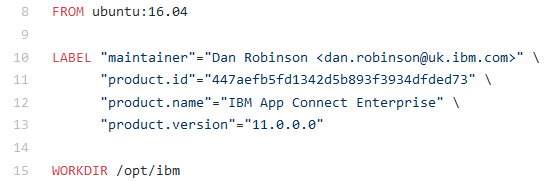 8 FROM ubuntu:16.04
9
10 LABEL "maintainer"="Dan Robinson <dan.robinson@uk.ibm.com>" \
11 "product.id"="447aefb5fd1342d5b893f3934dfded73" \
12 "product.name"="IBM App Connect Enterprise" \
13 "product.version"="11.0.0.0"
14
15 WORKDIR /opt/ibm